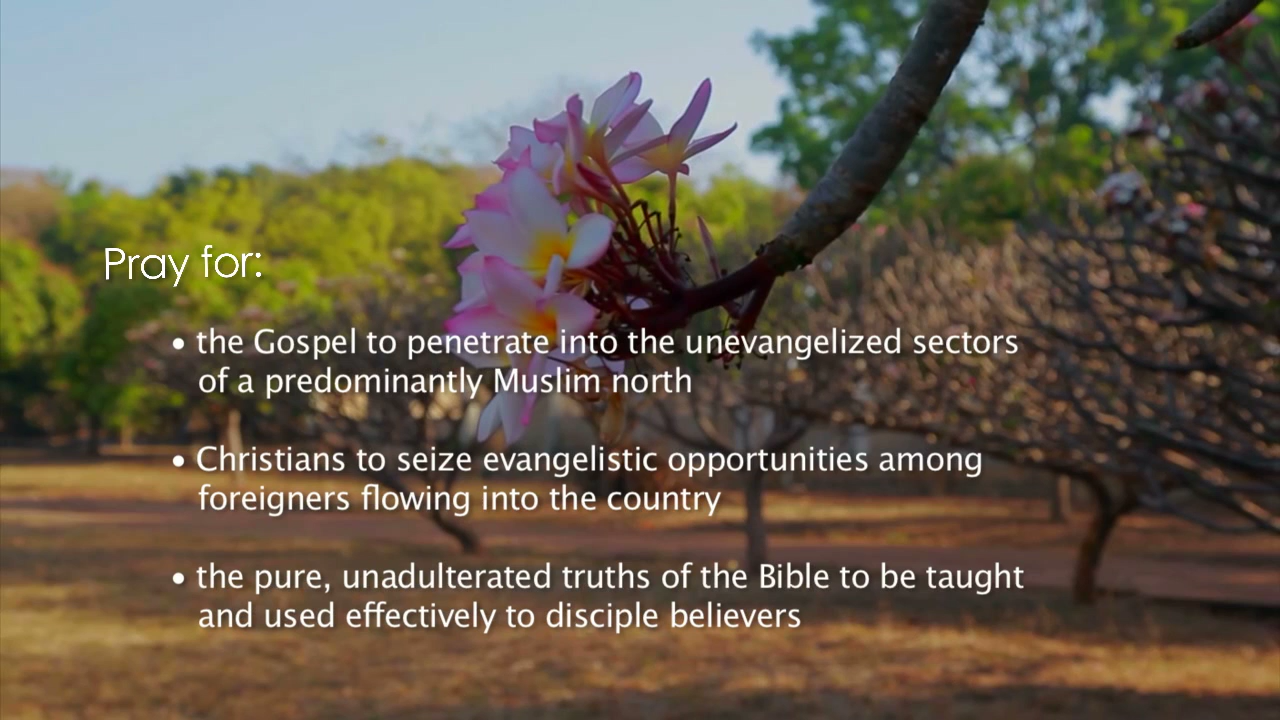 Pray for:
• the Gospel to penetrate into the unevangelized sectors
of a predominantly Muslim north
• Christians to seize evangelistic opportunities among
foreigners flowing into the country
• the pure, unadulterated truths of the Bible to be taught
and used effectively to disciple believers